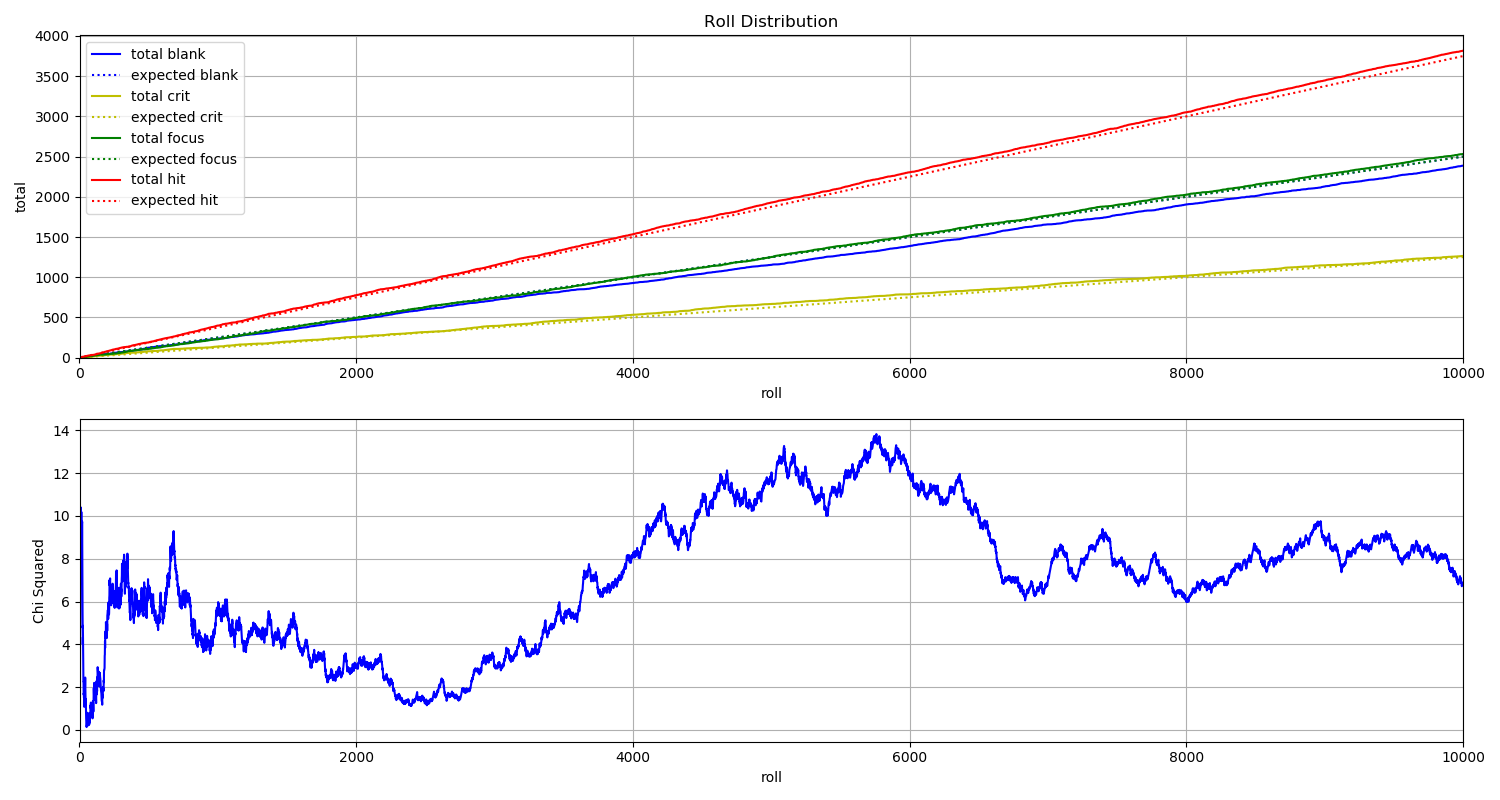 Roll Distribution
4000
3500
3000
2500
2000
1500
1000
500
0
total
total blank
expected blank
total crit
expected crit
total focus
expected focus
total hit
expected hit
0 2000 4000 6000 8000 10000
roll
14
12
10
8
6
4
2
0
Chi Squared
0 2000 4000 6000 8000 10000
roll